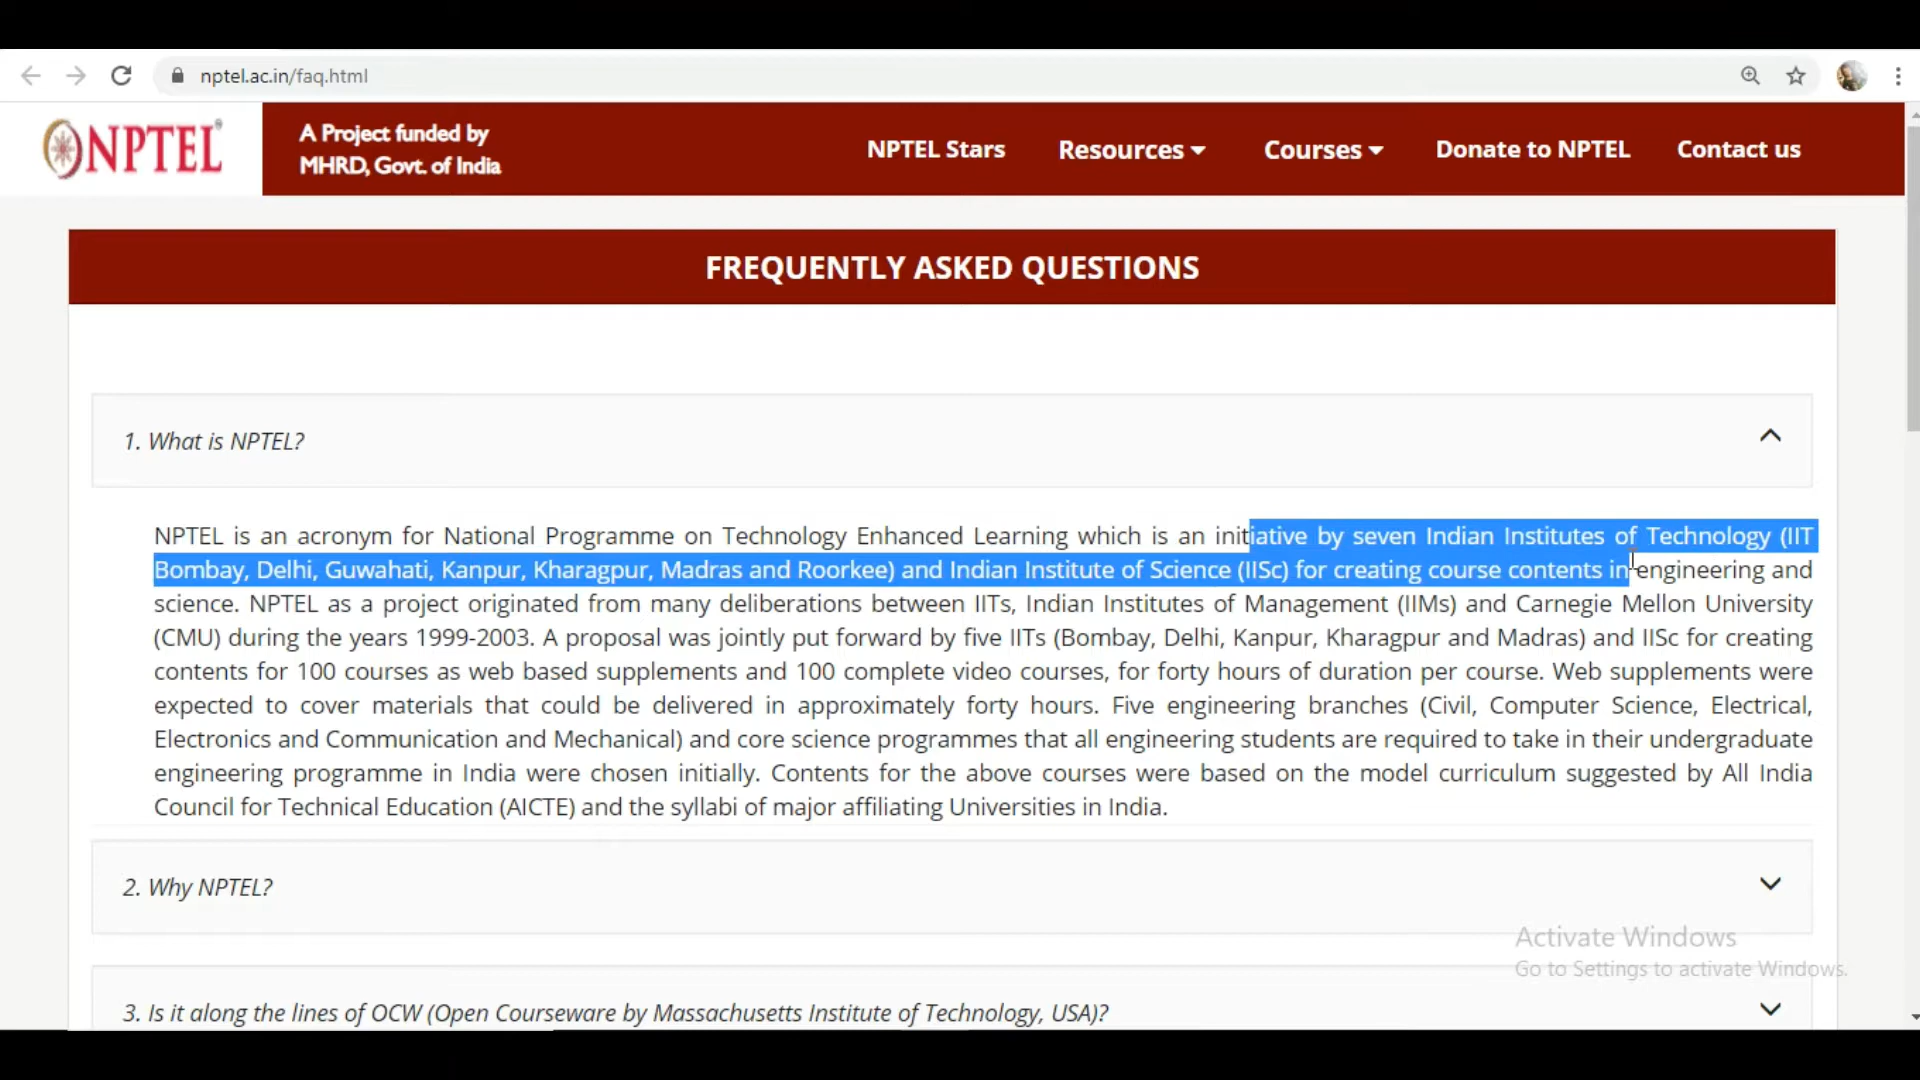 nptel.ac.in/faq.html
NPTEL®
A Project funded by
MHRD, Govt. of India
NPTEL Stars
Resources
Courses
Donate to NPTEL
Contact us
FREQUENTLY ASKED QUESTIONS
1. What is NPTEL?
NPTEL is an acronym for National Programme on Technology Enhanced Learning which is an initiative by seven Indian Institutes of Technology (IIT
Bombay, Delhi, Guwahati, Kanpur, Kharagpur, Madras and Roorkee) and Indian Institute of Science (IISc) for creating course contents in engineering and
science. NPTEL as a project originated from many deliberations between IITs, Indian Institutes of Management (IIMs) and Carnegie Mellon University
(CMU) during the years 1999-2003. A proposal was jointly put forward by five IITs (Bombay, Delhi, Kanpur, Kharagpur and Madras) and IISc for creating
contents for 100 courses as web based supplements and 100 complete video courses, for forty hours of duration per course. Web supplements were
expected to cover materials that could be delivered in approximately forty hours. Five engineering branches (Civil, Computer Science, Electrical,
Electronics and Communication and Mechanical) and core science programmes that all engineering students are required to take in their undergraduate
engineering programme in India were chosen initially. Contents for the above courses were based on the model curriculum suggested by All India
Council for Technical Education (AICTE) and the syllabi of major affiliating Universities in India.
2. Why NPTEL?
Activate Windows
Go to Settings to activate Windows.
3. Is it along the lines of OCW (Open Courseware by Massachusetts Institute of Technology, USA)?